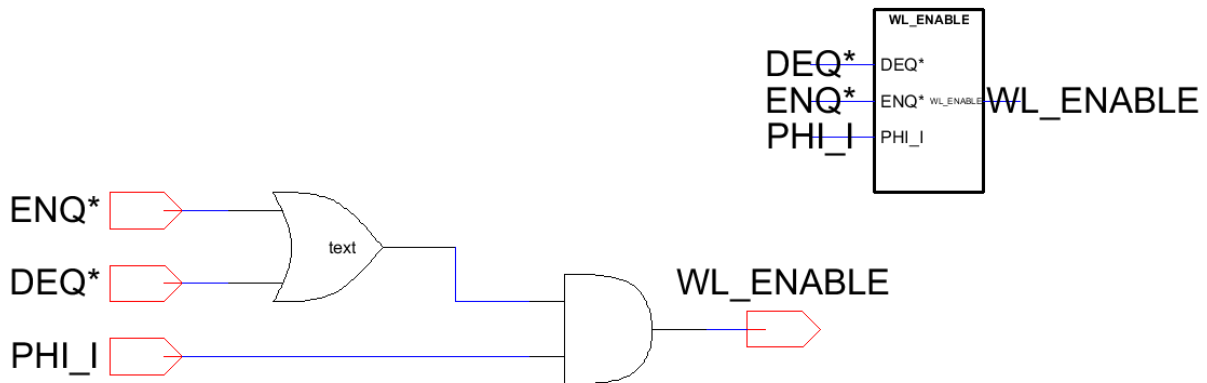 WL_ENABLE
DEQ* DEQ*
ENQ* ENQ* WL_ENABLE WL_ENABLE
PHI_I PHI_I
ENQ*
text
DEQ*
WL_ENABLE
PHI_I